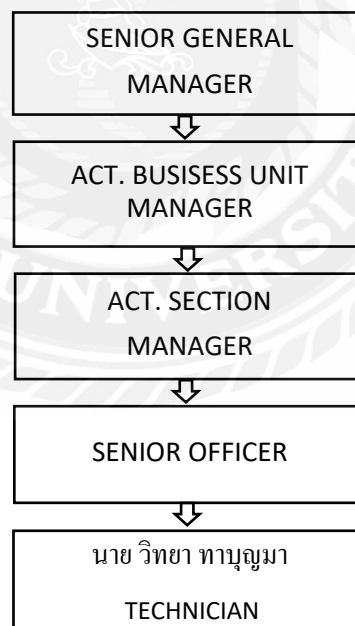 SENIOR GENERAL
MANAGER
ACT. BUSISESS UNIT
MANAGER
UNIVERSIT
ACT. SECTION
MANAGER
SENIOR OFFICER
นาย วิทยา ทาบุญมา
TECHNICIAN